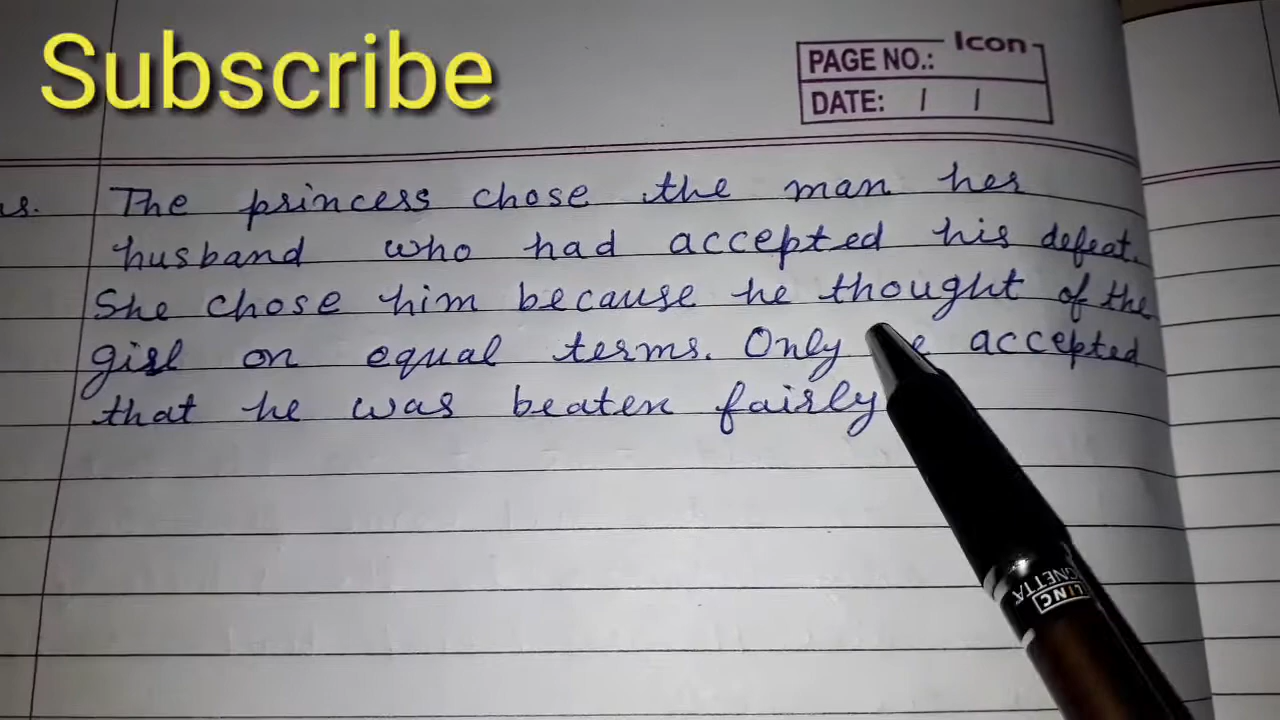 Subscribe
Icon
PAGE NO.:
DATE: / /
The princess chose the man her
husband who had accepted his defeat.
She chose him because he thought of the
girl on equal terms. Only accepted
that he was beaten fairly
LINC